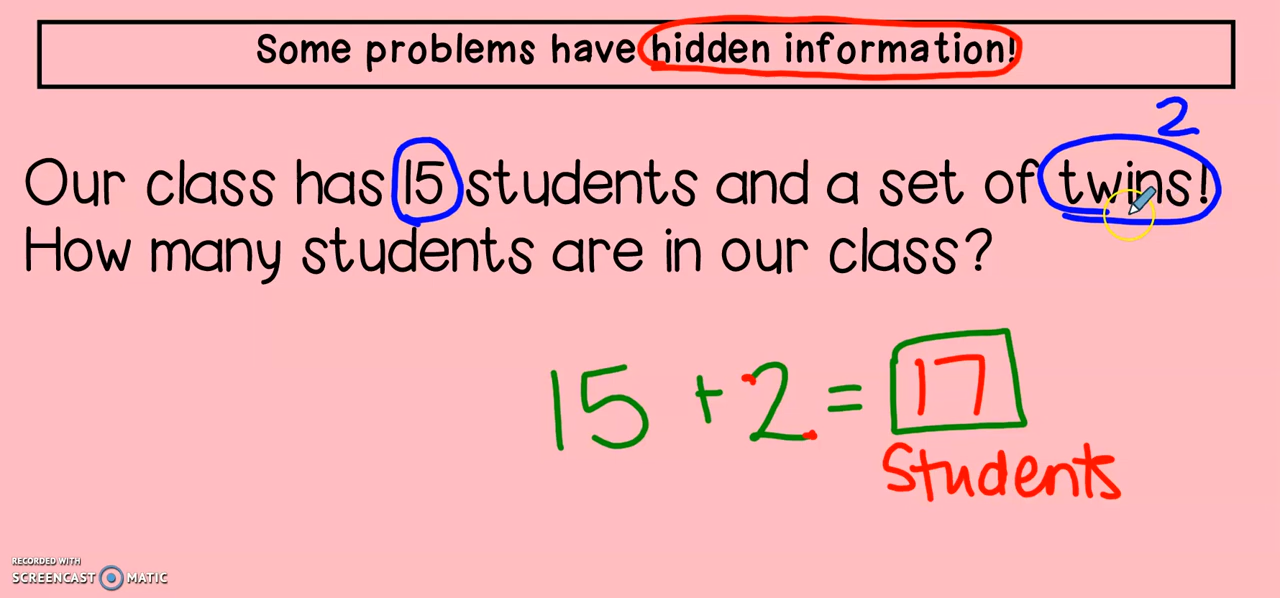 Some problems have hidden information!
2
Our class has 15 students and a set of twins!
How many students are in our class?
15 + 2 = 17
Students
RECORDED WITH
SCREENCAST MATIC